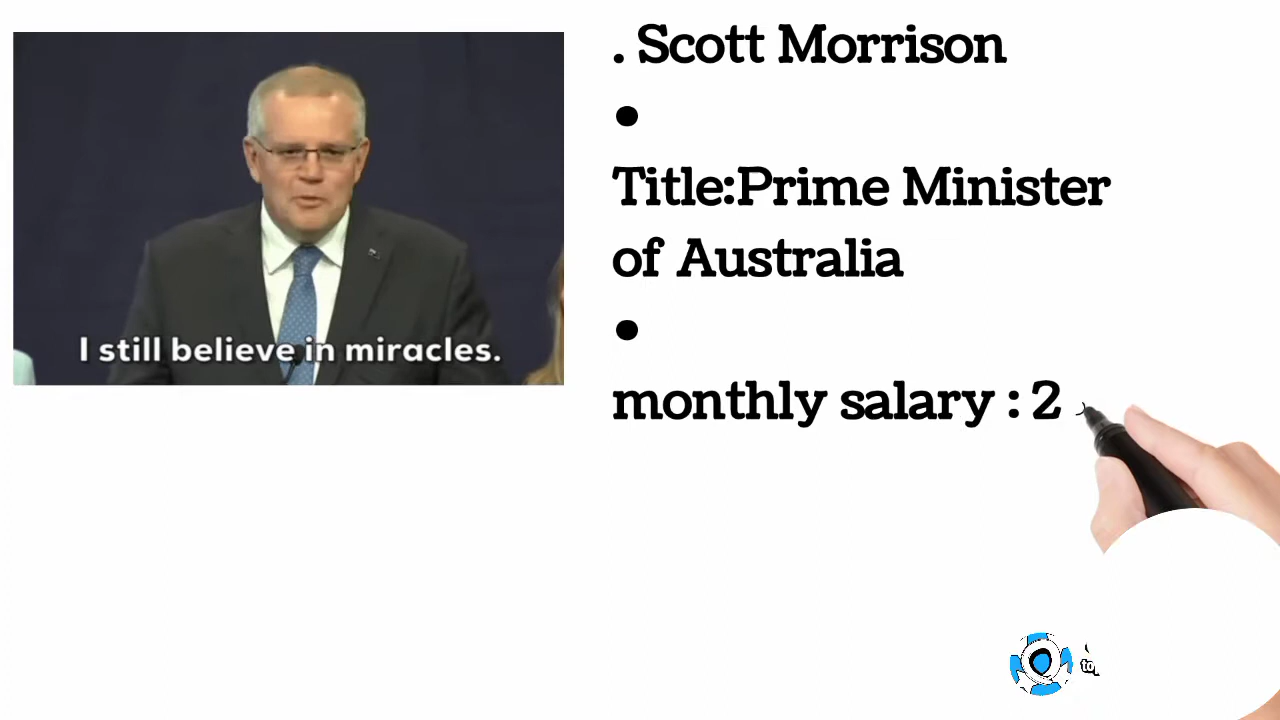 . Scott Morrison
●
Title:Prime Minister
of Australia
●
monthly salary : 2
I still believe in miracles.